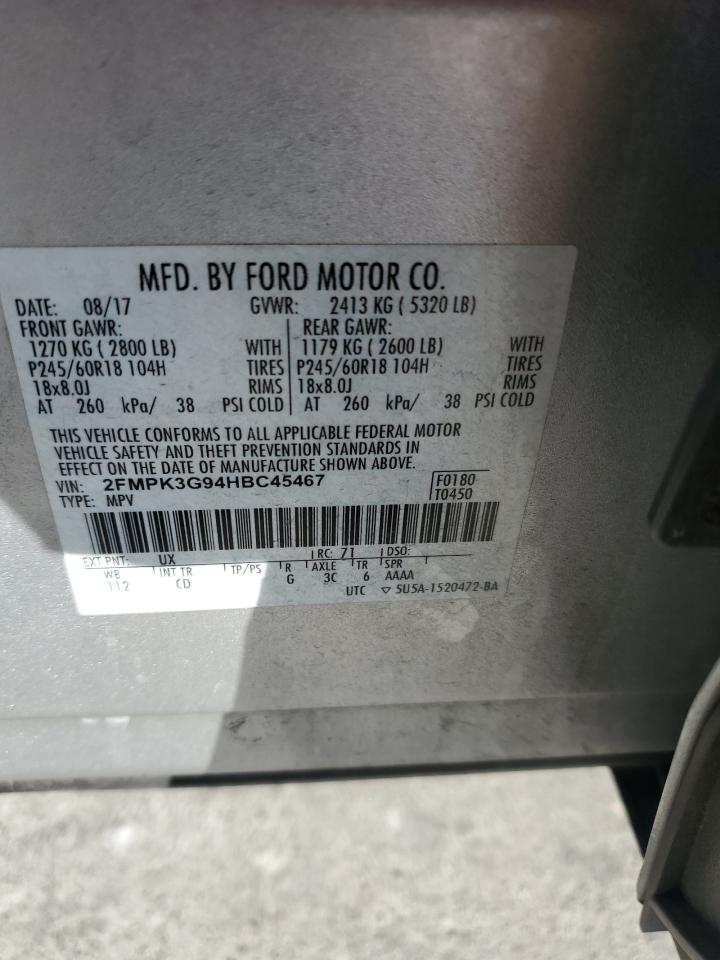 MFD. BY FORD MOTOR CO.
DATE: 08/17 GVWR: 2413 KG ( 5320 LB)
FRONT GAWR: REAR GAWR:
1270 KG ( 2800 LB) WITH 1179 KG ( 2600 LB) WITH
P245/60R18 104H TIRES P245/60R18 104H TIRES
18x8.0J RIMS 18x8.0J RIMS
AT 260 kPa/ 38 PSI COLD AT 260 kPa/ 38 PSI COLD
THIS VEHICLE CONFORMS TO ALL APPLICABLE FEDERAL MOTOR
VEHICLE SAFETY AND THEFT PREVENTION STANDARDS IN
EFFECT ON THE DATE OF MANUFACTURE SHOWN ABOVE.
VIN: 2FMPK3G94HBC45467 F0180
TYPE: MPV T0450
EXT PNT: UX RC: 71 DSO:
WB INT TR TP/PS R AXLE TR SPR
112 CD G 3C 6 AAAA
UTC ▽ 5U5A-1520472-BA